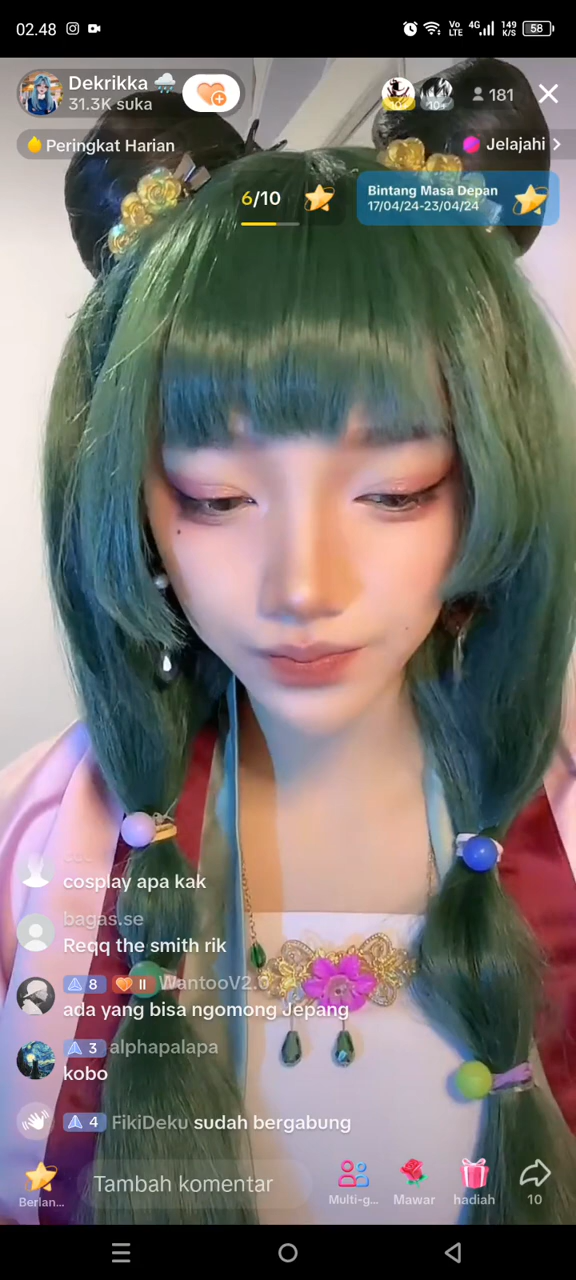 02.48
Vo
LTE
4G
149
K/S
58
Dekrikka
31.3K suka
181
Peringkat Harian
Jelajahi
6/10
Bintang Masa Depan
17/04/24-23/04/24
cosplay apa kak
bagas.se
Reqq the smith rik
8 II WantooV2.0
ada yang bisa ngomong Jepang
3 alphapalapa
kobo
4 FikiDeku sudah bergabung
Berlan...
Tambah komentar
Multi-g...
Mawar
hadiah
10